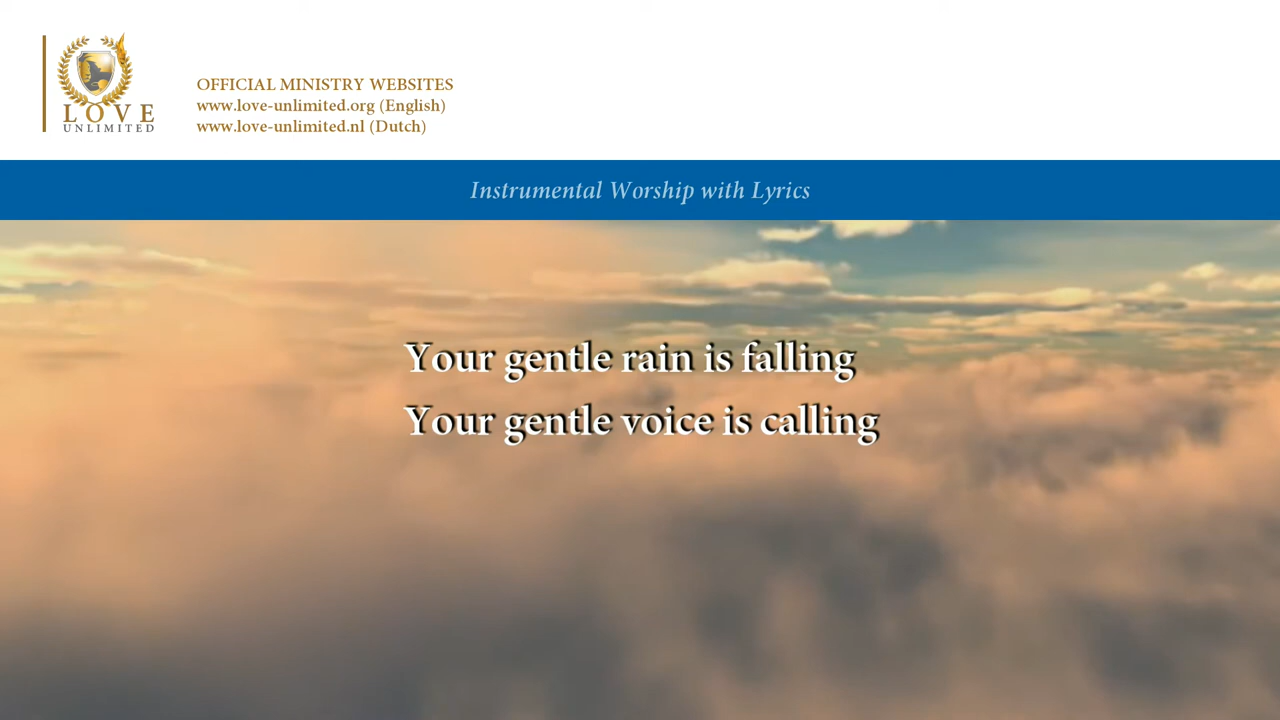 LOVE
UNLIMITED
OFFICIAL MINISTRY WEBSITES
www.love-unlimited.org (English)
www.love-unlimited.nl (Dutch)
Instrumental Worship with Lyrics
Your gentle rain is falling
Your gentle voice is calling